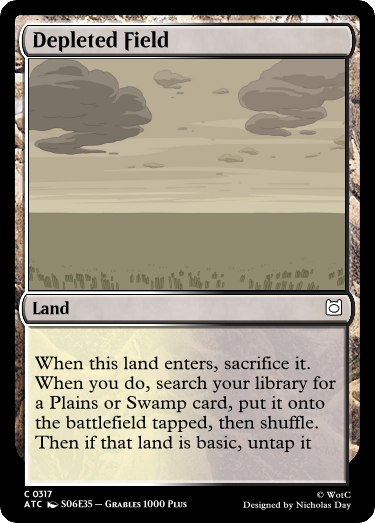 Depleted Field
Land
When this land enters, sacrifice it.
When you do, search your library for
a Plains or Swamp card, put it onto
the battlefield tapped, then shuffle.
Then if that land is basic, untap it
C 0317
ATC S06E35 – Grables 1000 Plus
© WotC
Designed by Nicholas Day